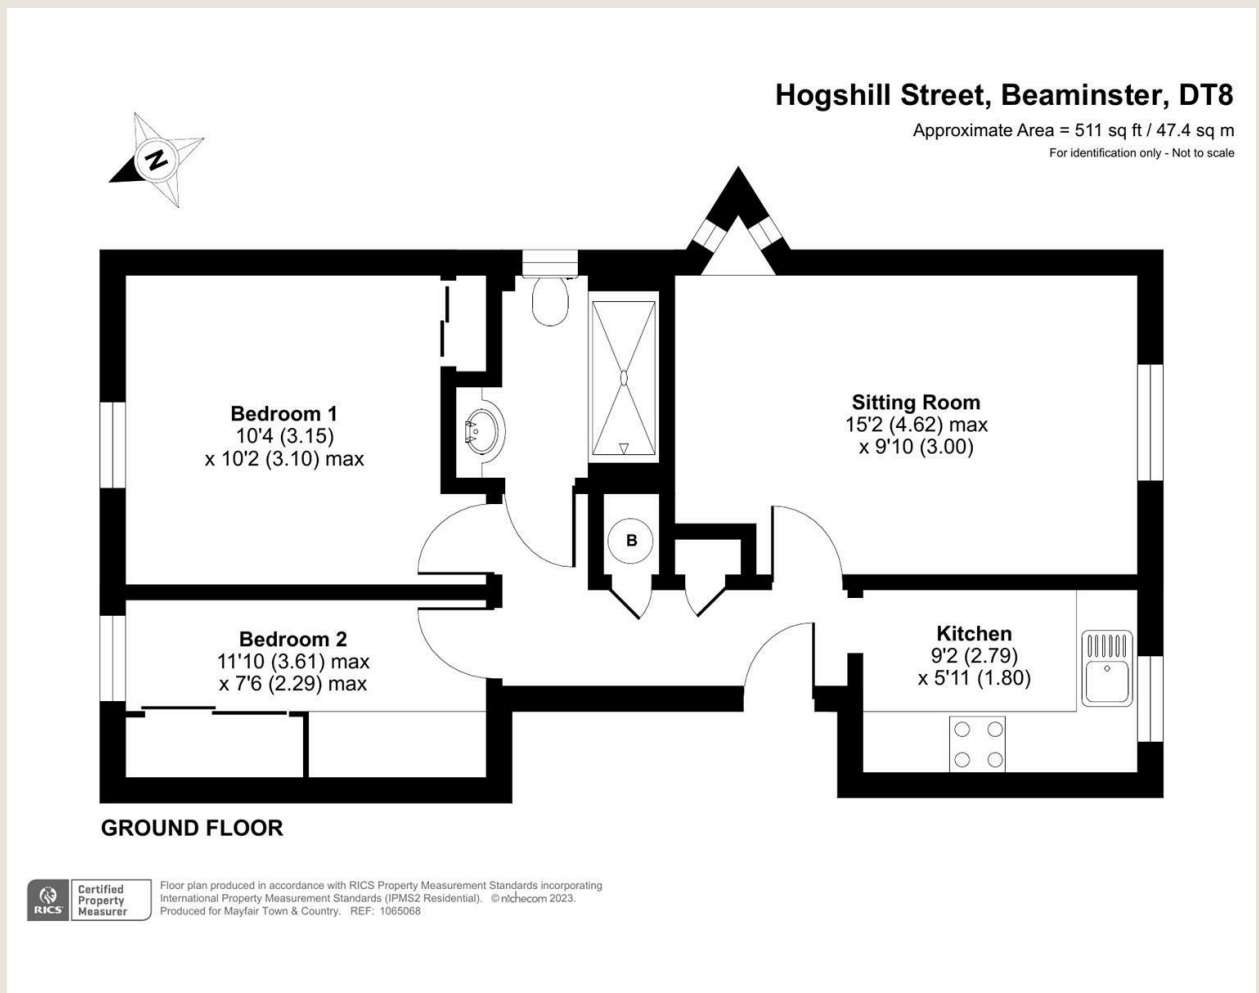 Hogshill Street, Beaminster, DT8
Approximate Area = 511 sq ft / 47.4 sq m
For identification only - Not to scale
N
Bedroom 1
10'4 (3.15)
x 10'2 (3.10) max
Sitting Room
15'2 (4.62) max
x 9'10 (3.00)
B
Bedroom 2
11'10 (3.61) max
x 7'6 (2.29) max
Kitchen
9'2 (2.79)
x 5'11 (1.80)
GROUND FLOOR
RICS
Certified
Property
Measurer
Floor plan produced in accordance with RICS Property Measurement Standards incorporating
International Property Measurement Standards (IPMS2 Residential). © nichecom 2023.
Produced for Mayfair Town & Country. REF: 1065068